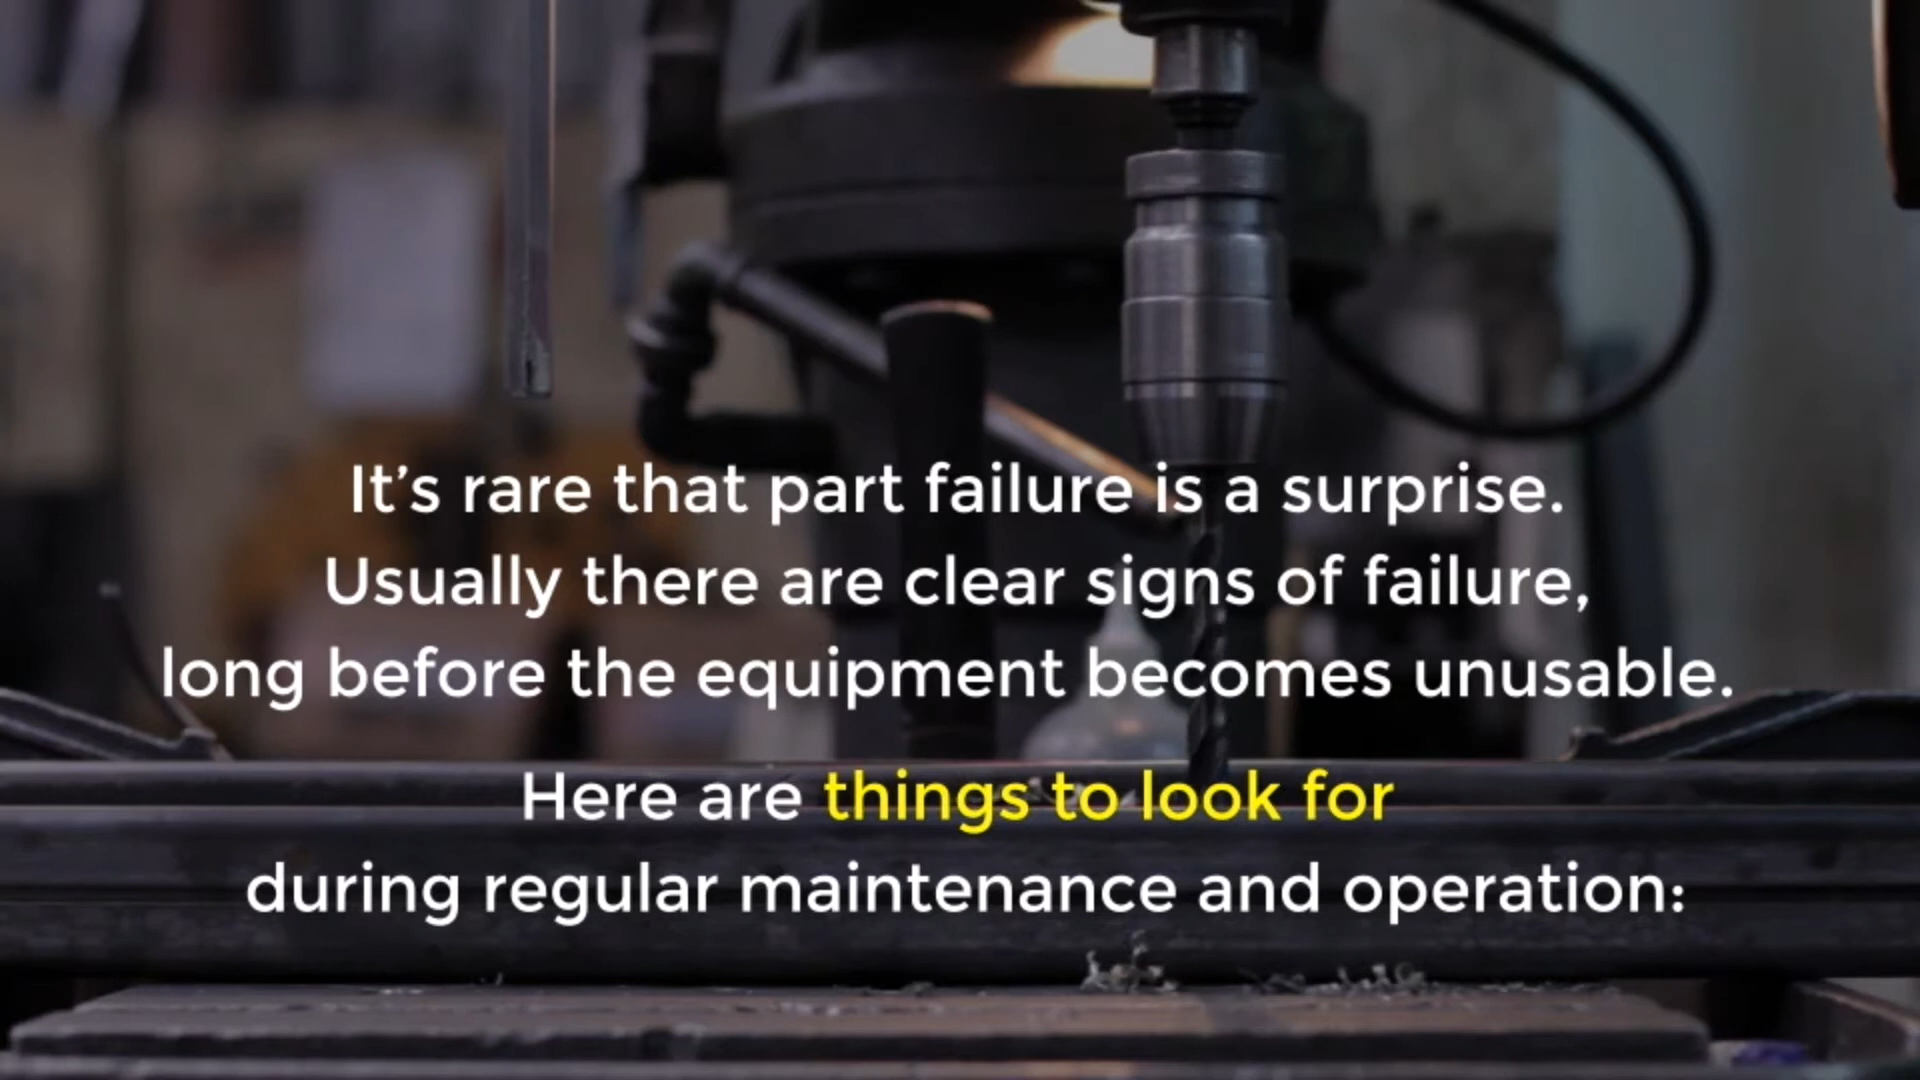 It’s rare that part failure is a surprise.
Usually there are clear signs of failure,
long before the equipment becomes unusable.
Here are things to look for
during regular maintenance and operation: